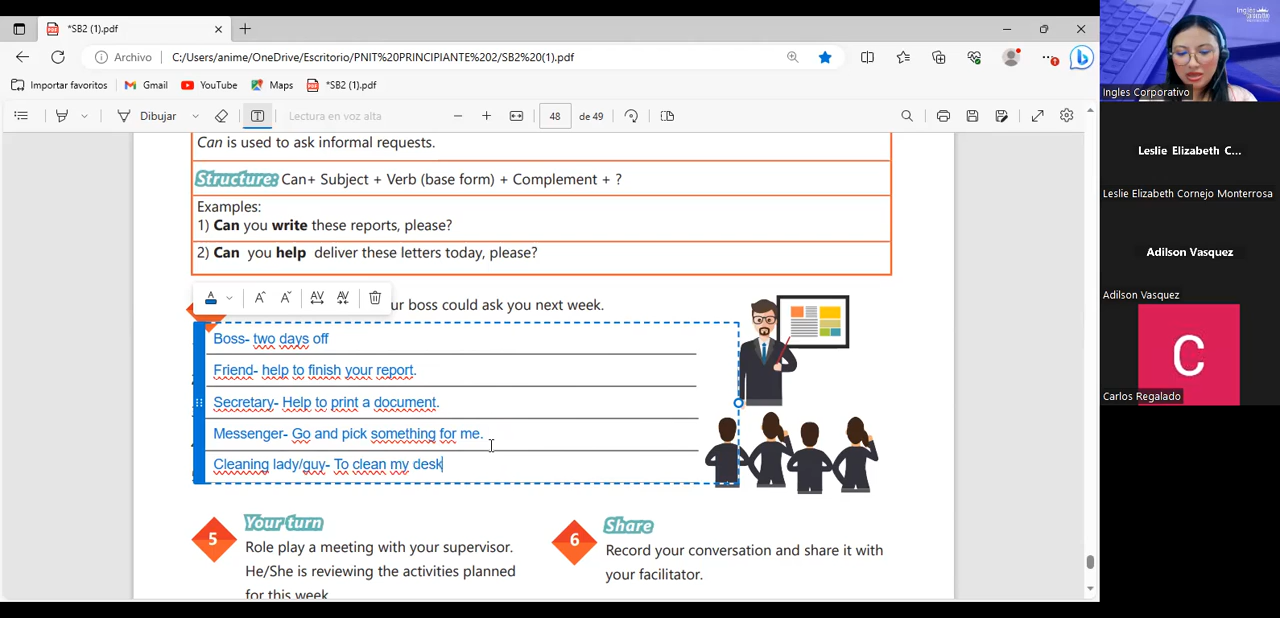 *SB2 (1).pdf
Archivo
C:/Users/anime/OneDrive/Escritorio/PNIT%20PRINCIPIANTE%202/SB2%20(1).pdf
Importar favoritos
Gmail
YouTube
Maps
*SB2 (1).pdf
Dibujar
Lectura en voz alta
48
de 49
Can is used to ask informal requests.
Structure: Can+ Subject + Verb (base form) + Complement + ?
Examples:
1) Can you write these reports, please?
2) Can you help deliver these letters today, please?
ur boss could ask you next week.
Boss- two days off
Friend- help to finish your report.
Secretary- Help to print a document.
Messenger- Go and pick something for me.
Cleaning lady/guy- To clean my desk
5
Your turn
Role play a meeting with your supervisor.
He/She is reviewing the activities planned
for this week
6
Share
Record your conversation and share it with
your facilitator.
Ingles Corporativo
Leslie Elizabeth C...
Leslie Elizabeth Cornejo Monterrosa
Adilson Vasquez
Adilson Vasquez
C
Carlos Regalado